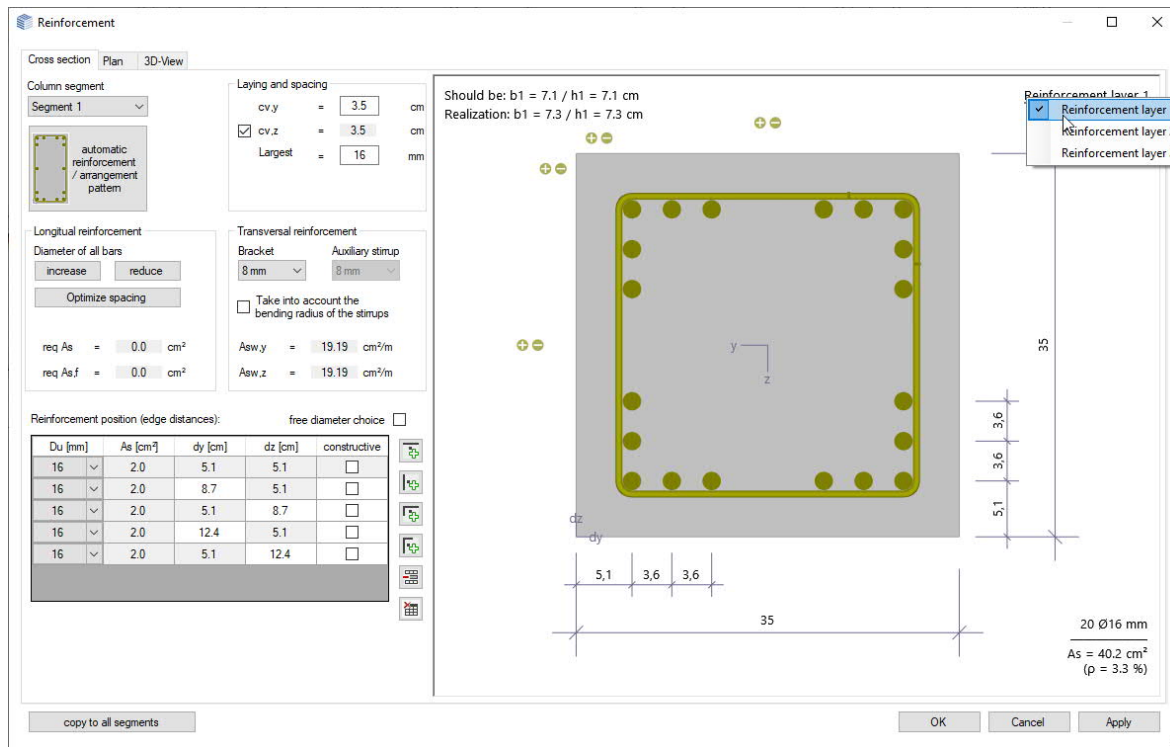 Reinforcement
Cross section Plan 3D-View
Column segment
Segment 1
automatic
reinforcement
/ arrangement
pattern
Laying and spacing
cv,y = 3.5 cm
cv,z = 3.5 cm
Largest = 16 mm
Longitual reinforcement
Diameter of all bars
increase reduce
Optimize spacing
req As = 0.0 cm²
req As,f = 0.0 cm²
Transversal reinforcement
Bracket Auxiliary stirrup
8 mm 8 mm
Take into account the
bending radius of the stirrups
Asw,y = 19.19 cm²/m
Asw,z = 19.19 cm²/m
Reinforcement position (edge distances): free diameter choice
Du [mm] As [cm²] dy [cm] dz [cm] constructive
16 2.0 5.1 5.1
16 2.0 8.7 5.1
16 2.0 5.1 8.7
16 2.0 12.4 5.1
16 2.0 5.1 12.4
copy to all segments
Should be: b1 = 7.1 / h1 = 7.1 cm
Realization: b1 = 7.3 / h1 = 7.3 cm
Reinforcement layer 1
Reinforcement layer
Reinforcement layer
Reinforcement layer
y
z
35
3,6
3,6
5,1
dz
dy
5,1 3,6 3,6
35
20 Ø16 mm
As = 40.2 cm²
(ρ = 3.3 %)
OK Cancel Apply